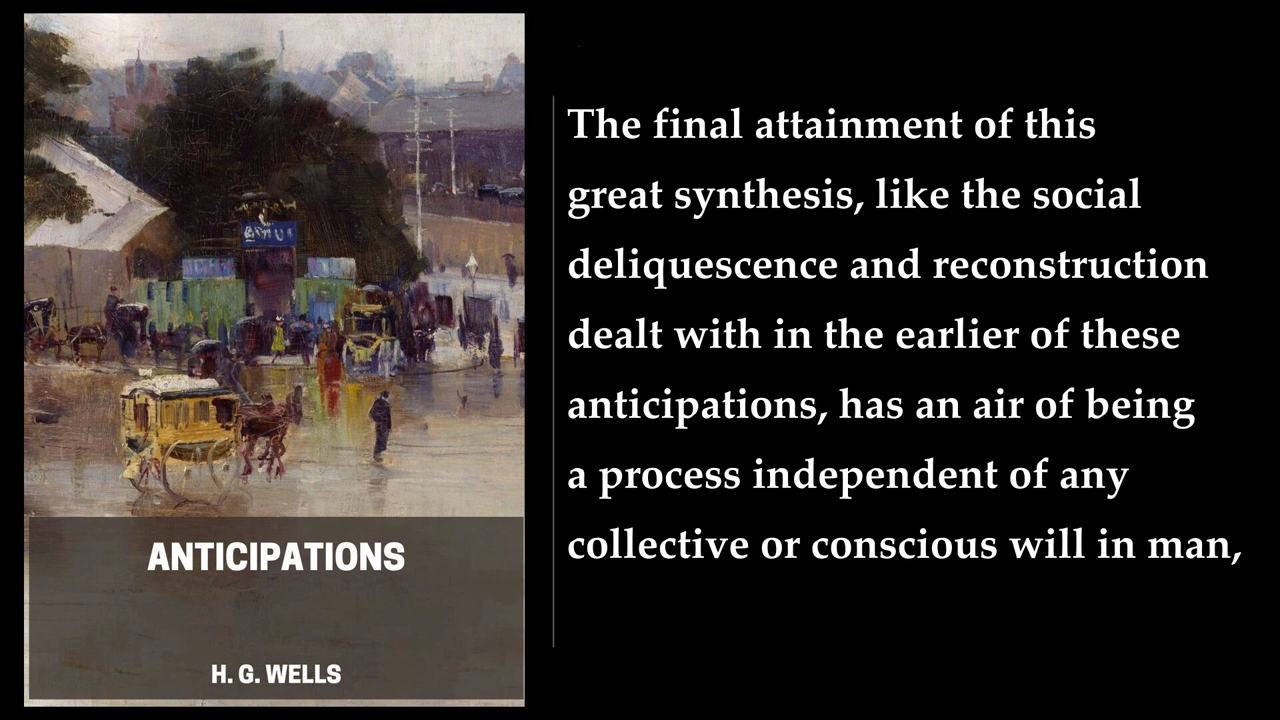 The final attainment of this
great synthesis, like the social
deliquescence and reconstruction
dealt with in the earlier of these
anticipations, has an air of being
a process independent of any
collective or conscious will in man,
ANTICIPATIONS
H. G. WELLS